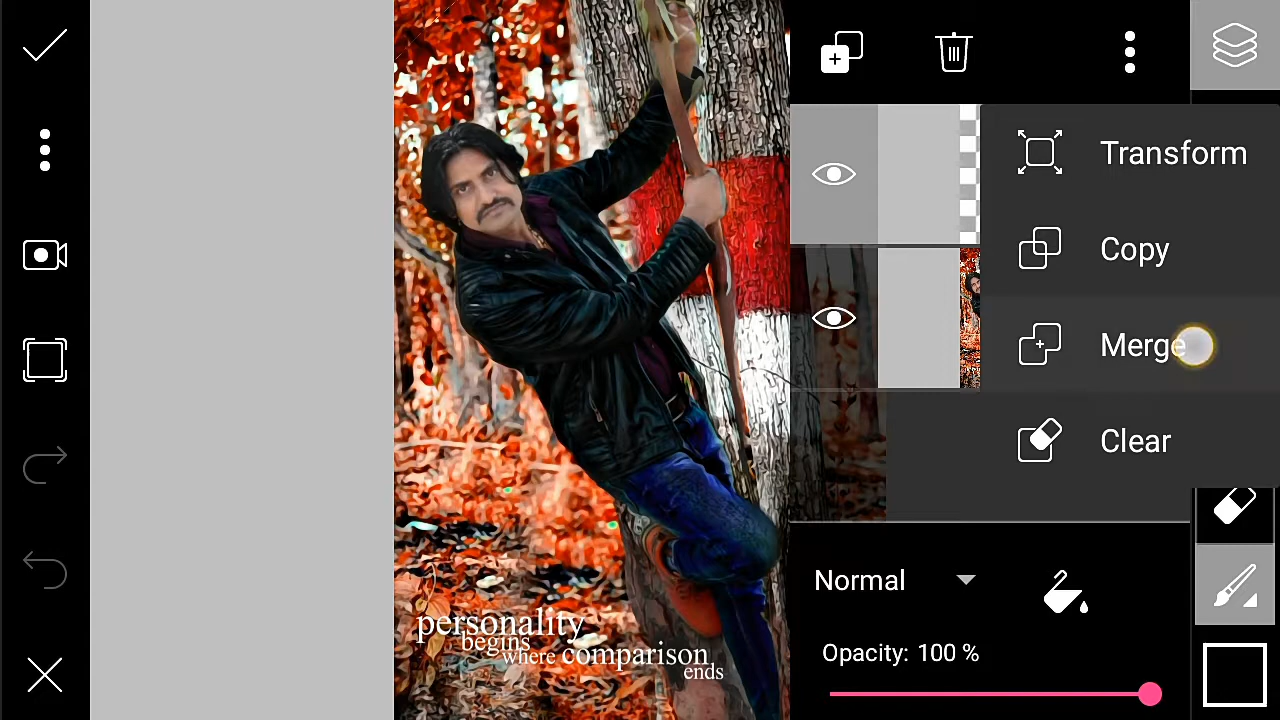 Transform
Copy
Merge
Clear
Normal
Opacity: 100 %
personality
begins
where comparison
ends